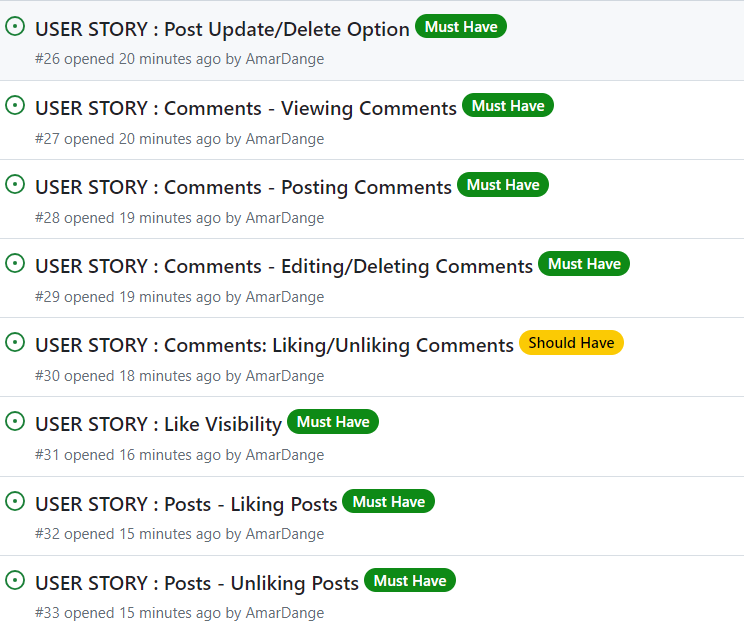 USER STORY : Post Update/Delete Option Must Have
#26 opened 20 minutes ago by AmarDange
USER STORY : Comments - Viewing Comments Must Have
#27 opened 20 minutes ago by AmarDange
USER STORY : Comments - Posting Comments Must Have
#28 opened 19 minutes ago by AmarDange
USER STORY : Comments - Editing/Deleting Comments Must Have
#29 opened 19 minutes ago by AmarDange
USER STORY : Comments: Liking/Unliking Comments Should Have
#30 opened 18 minutes ago by AmarDange
USER STORY : Like Visibility Must Have
#31 opened 16 minutes ago by AmarDange
USER STORY : Posts - Liking Posts Must Have
#32 opened 15 minutes ago by AmarDange
USER STORY : Posts - Unliking Posts Must Have
#33 opened 15 minutes ago by AmarDange